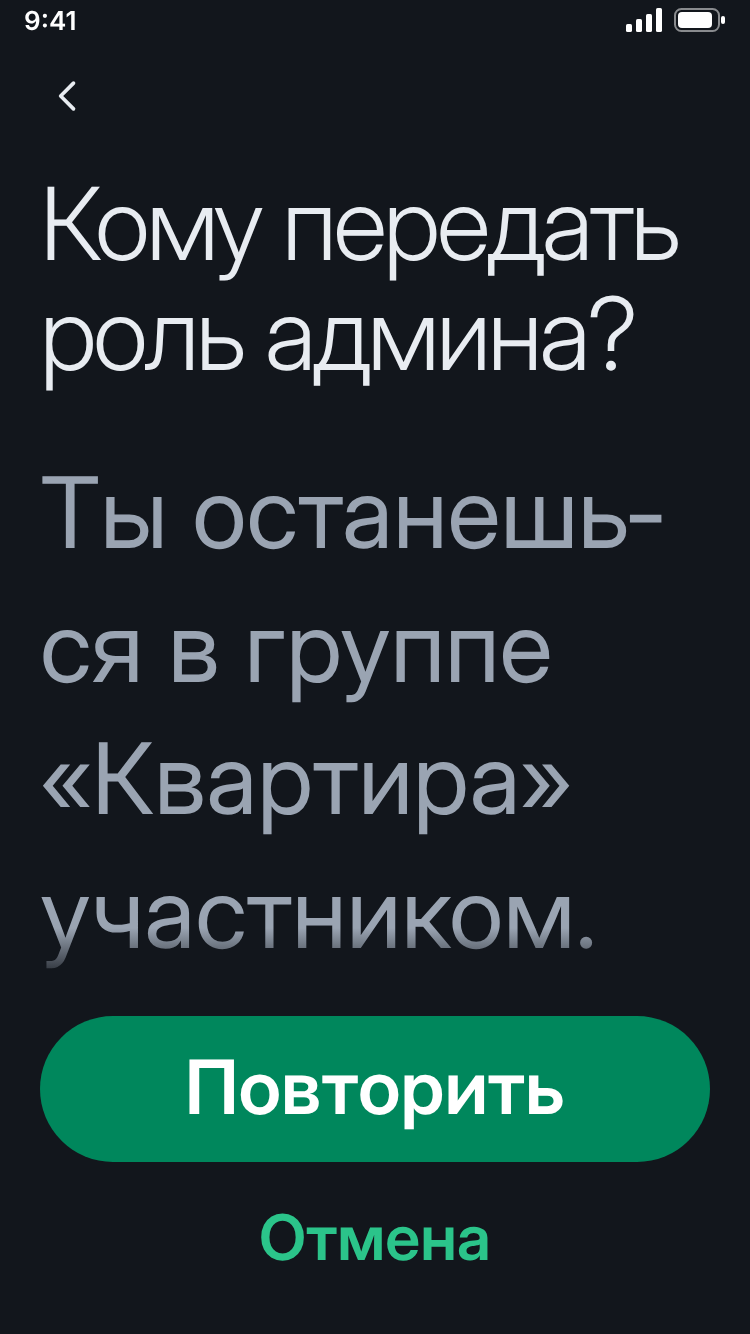 9:41
Кому передать
роль админа?
Ты останешь-
ся в группе
«Квартира»
участником.
Повторить
Отмена